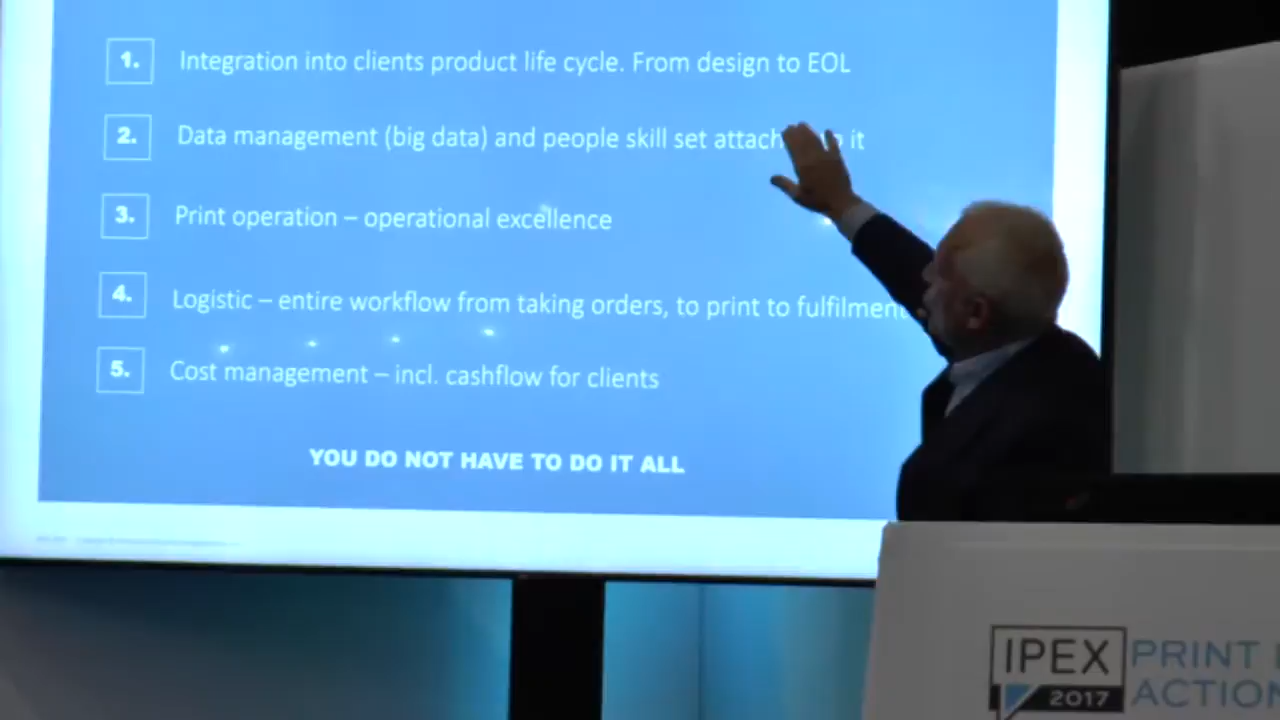 1. Integration into clients product life cycle. From design to EOL
2. Data management (big data) and people skill set attach it
3. Print operation – operational excellence
4. Logistic – entire workflow from taking orders, to print to fulfilment
5. Cost management – incl. cashflow for clients
YOU DO NOT HAVE TO DO IT ALL
IPEX PRINT
2017 ACTION